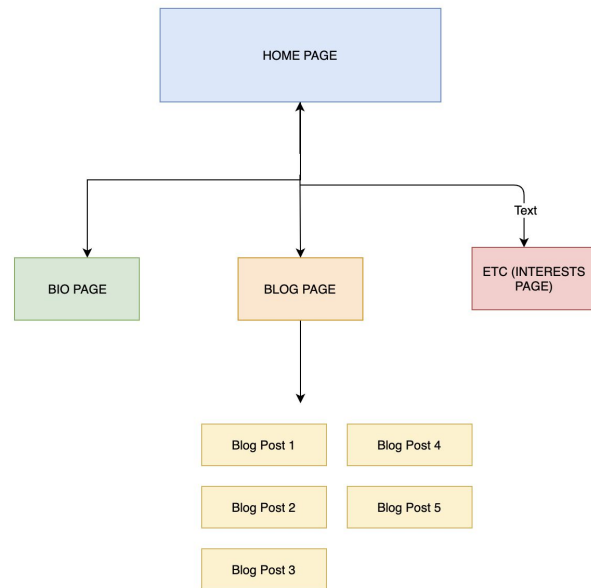 HOME PAGE
Text
BIO PAGE
BLOG PAGE
ETC (INTERESTS
PAGE)
Blog Post 1
Blog Post 4
Blog Post 2
Blog Post 5
Blog Post 3